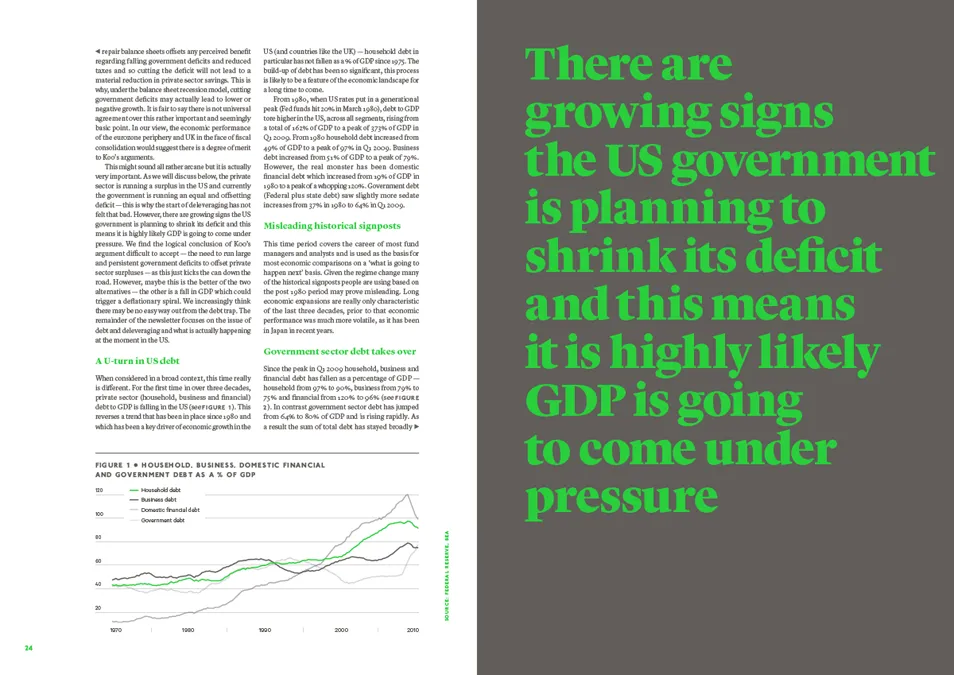 ◄ repair balance sheets offsets any perceived benefit
regarding falling government deficits and reduced
taxes and so cutting the deficit will not lead to a
material reduction in private sector savings. This is
why, under the balance sheet recession model, cutting
government deficits may actually lead to lower or
negative growth. It is fair to say there is not universal
agreement over this rather important and seemingly
basic point. In our view, the economic performance
of the eurozone periphery and UK in the face of fiscal
consolidation would suggest there is a degree of merit
to Koo's arguments.
This might sound all rather arcane but it is actually
very important. As we will discuss below, the private
sector is running a surplus in the US and currently
the government is running an equal and offsetting
deficit — this is why the start of deleveraging has not
felt that bad. However, there are growing signs the US
government is planning to shrink its deficit and this
means it is highly likely GDP is going to come under
pressure. We find the logical conclusion of Koo's
argument difficult to accept — the need to run large
and persistent government deficits to offset private
sector surpluses — as this just kicks the can down the
road. However, maybe this is the better of the two
alternatives — the other is a fall in GDP which could
trigger a deflationary spiral. We increasingly think
there may be no easy way out from the debt trap. The
remainder of the newsletter focuses on the issue of
debt and deleveraging and what is actually happening
at the moment in the US.
A U-turn in US debt
When considered in a broad context, this time really
is different. For the first time in over three decades,
private sector (household, business and financial)
debt to GDP is falling in the US (see FIGURE 1). This
reverses a trend that has been in place since 1980 and
which has been a key driver of economic growth in the
US (and countries like the UK) — household debt in
particular has not fallen as a % of GDP since 1975. The
build-up of debt has been so significant, this process
is likely to be a feature of the economic landscape for
a long time to come.
From 1980, when US rates put in a generational
peak (Fed funds hit 20% in March 1980), debt to GDP
tore higher in the US, across all segments, rising from
a total of 162% of GDP to a peak of 373% of GDP in
Q3 2009. From 1980 household debt increased from
49% of GDP to a peak of 97% in Q3 2009. Business
debt increased from 51% of GDP to a peak of 79%.
However, the real monster has been domestic
financial debt which increased from 19% of GDP in
1980 to a peak of a whopping 120%. Government debt
(Federal plus state debt) saw slightly more sedate
increases from 37% in 1980 to 64% in Q3 2009.
Misleading historical signposts
This time period covers the career of most fund
managers and analysts and is used as the basis for
most economic comparisons on a 'what is going to
happen next' basis. Given the regime change many
of the historical signposts people are using based on
the post 1980 period may prove misleading. Long
economic expansions are really only characteristic
of the last three decades, prior to that economic
performance was much more volatile, as it has been
in Japan in recent years.
Government sector debt takes over
Since the peak in Q3 2009 household, business and
financial debt has fallen as a percentage of GDP —
household from 97% to 90%, business from 79% to
75% and financial from 120% to 96% (see FIGURE
2). In contrast government sector debt has jumped
from 64% to 80% of GDP and is rising rapidly. As
a result the sum of total debt has stayed broadly ►
FIGURE 1 ● HOUSEHOLD, BUSINESS, DOMESTIC FINANCIAL
AND GOVERNMENT DEBT AS A % OF GDP
120
100
80
60
40
20
Household debt
Business debt
Domestic financial debt
Government debt
1970 1980 1990 2000 2010
SOURCE: FEDERAL RESERVE, BEA
24
There are
growing signs
the US government
is planning to
shrink its deficit
and this means
it is highly likely
GDP is going
to come under
pressure